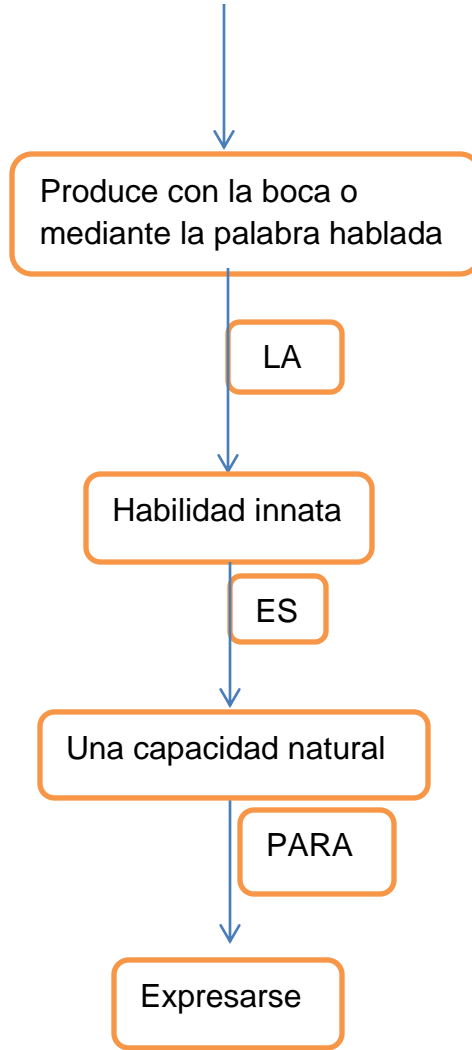 Produce con la boca o
mediante la palabra hablada
LA
Habilidad innata
ES
Una capacidad natural
PARA
Expresarse